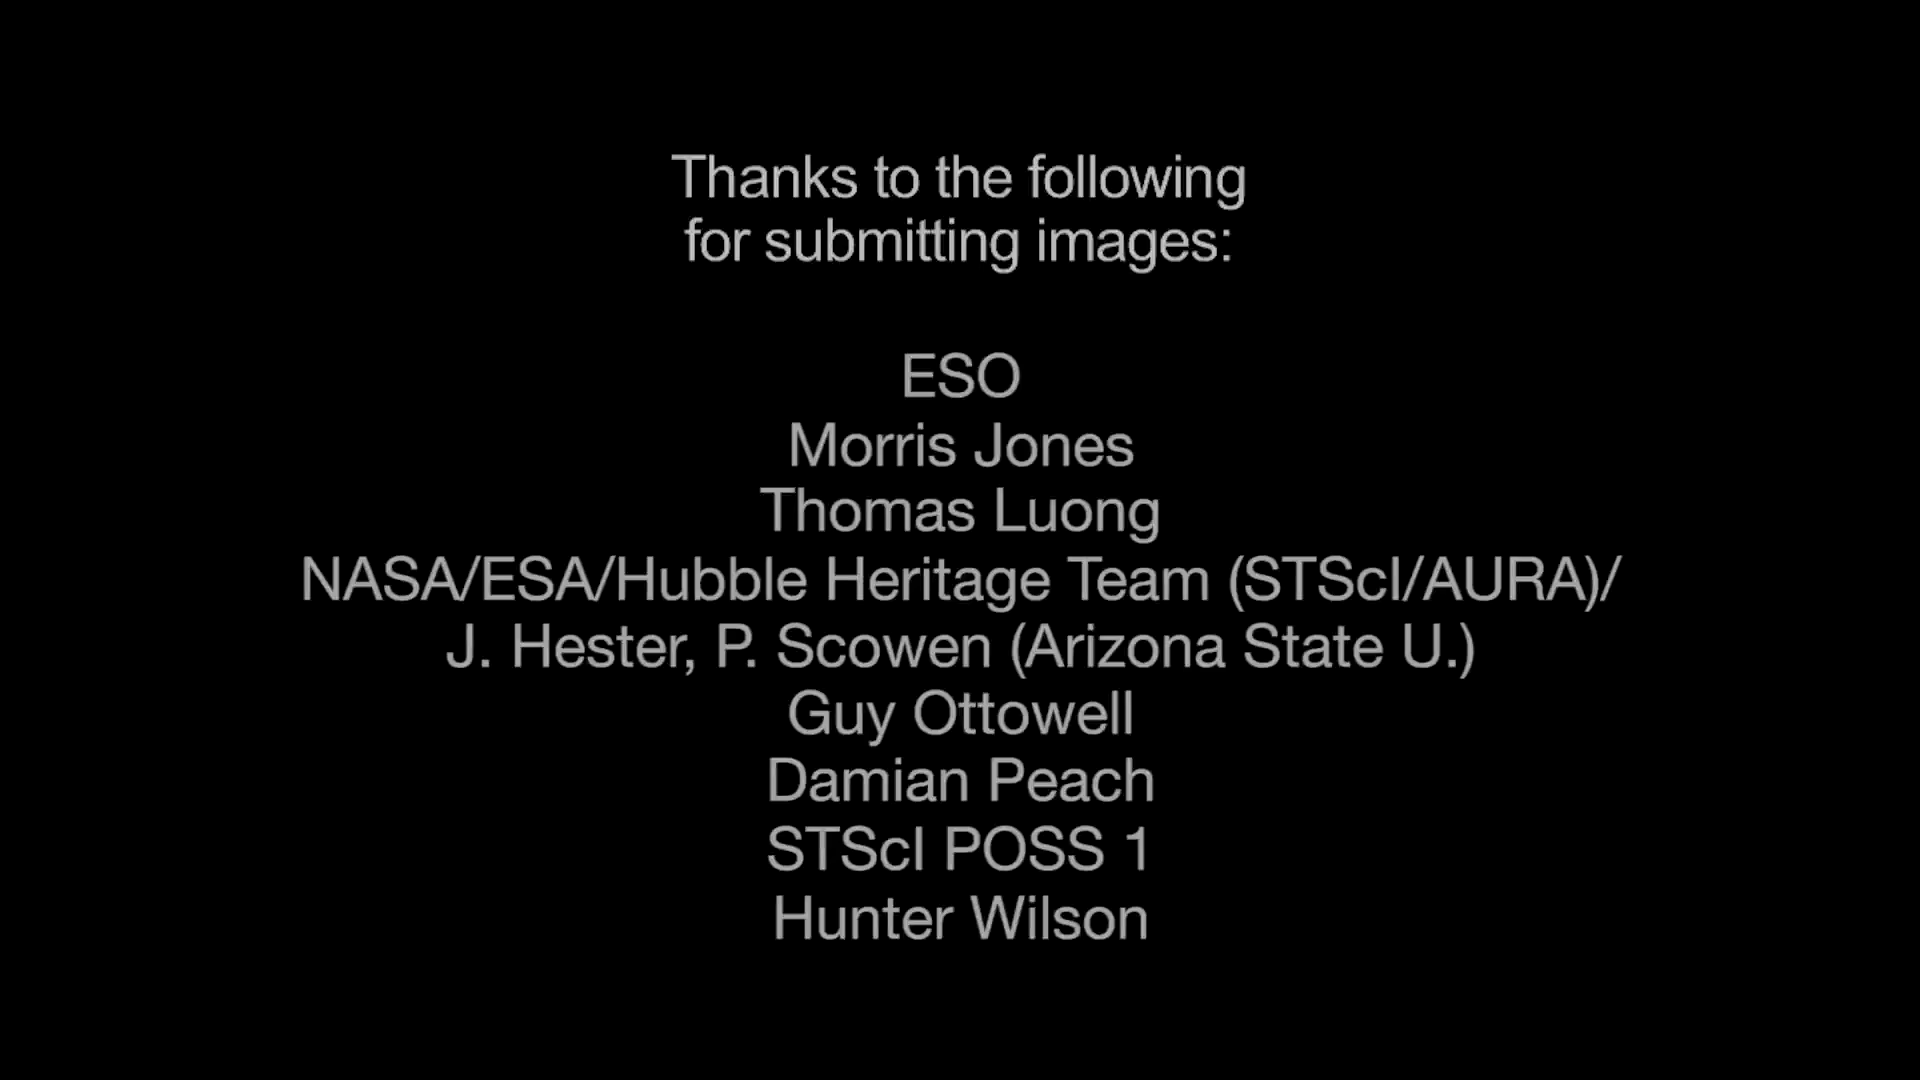 Thanks to the following
for submitting images:
ESO
Morris Jones
Thomas Luong
NASA/ESA/Hubble Heritage Team (STScI/AURA)/
J. Hester, P. Scowen (Arizona State U.)
Guy Ottowell
Damian Peach
STScI POSS 1
Hunter Wilson